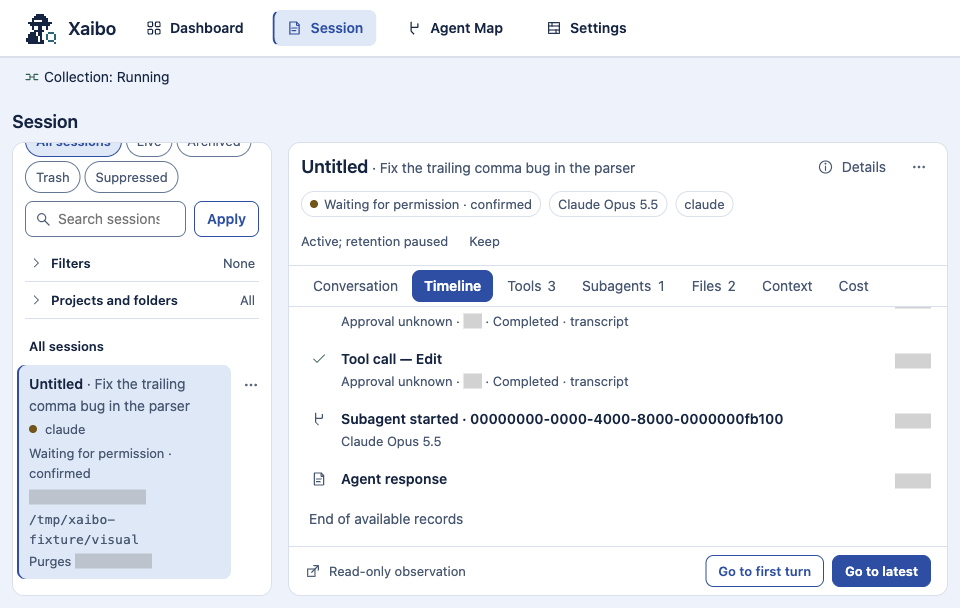 Xaibo
Dashboard
Session
Agent Map
Settings
Collection: Running
Session
All sessions
Live
Archived
Trash
Suppressed
Search sessions
Apply
Filters
None
Projects and folders
All
All sessions
Untitled · Fix the trailing
comma bug in the parser
claude
Waiting for permission ·
confirmed
/tmp/xaibo-
fixture/visual
Purges
Untitled · Fix the trailing comma bug in the parser
Details
Waiting for permission · confirmed
Claude Opus 5.5
claude
Active; retention paused
Keep
Conversation
Timeline
Tools 3
Subagents 1
Files 2
Context
Cost
Approval unknown · · Completed · transcript
Tool call — Edit
Approval unknown · · Completed · transcript
Subagent started · 00000000-0000-4000-8000-0000000fb100
Claude Opus 5.5
Agent response
End of available records
Read-only observation
Go to first turn
Go to latest